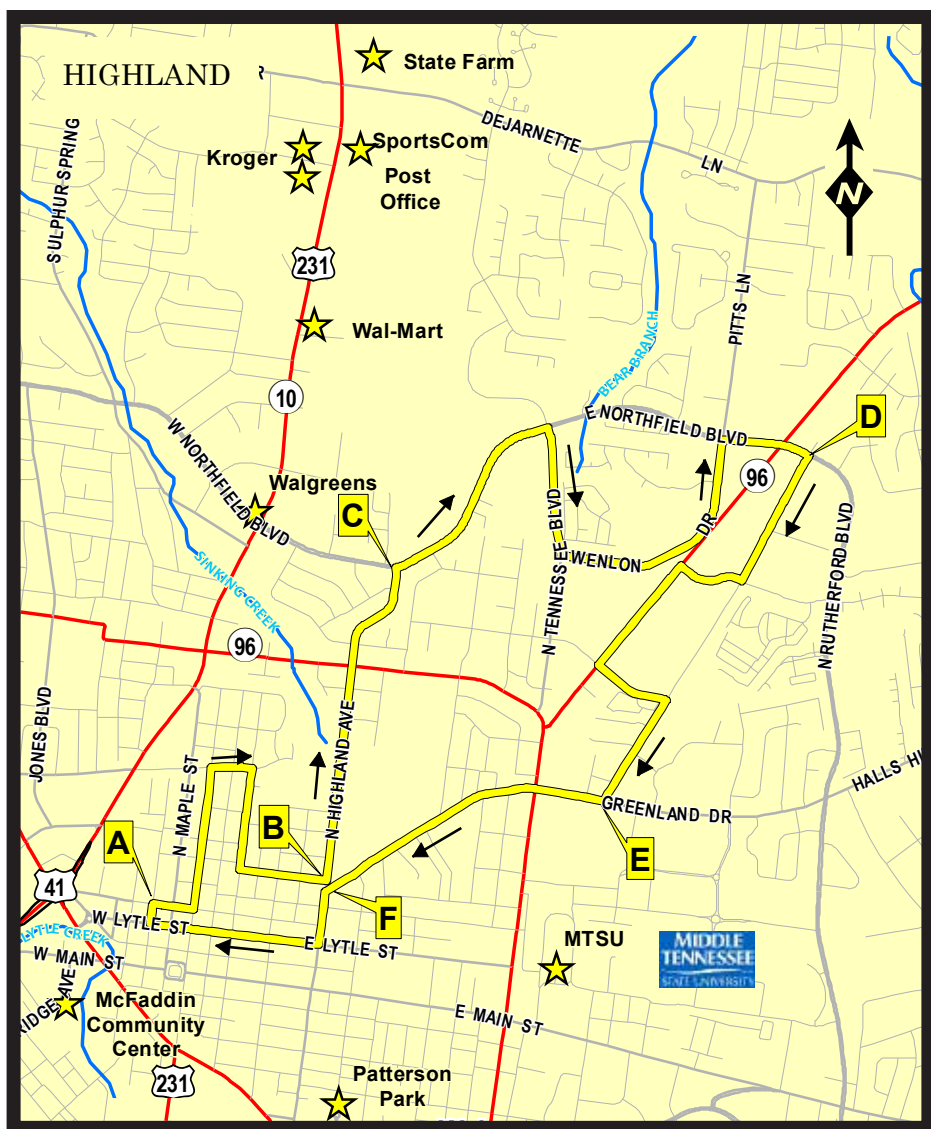 HIGHLAND
R
State Farm
DEJARNETTE
LN
SULPHUR SPRING
Kroger
SportsCom
Post
Office
N
231
PITTS LN
Wal-Mart
BEAR BRANCH
10
E NORTHFIELD BLVD
D
W NORTHFIELD BLVD
Walgreens
96
C
N TENNESSEE BLVD
WENLON
DR
N RUTHERFORD BLVD
SINKING CREEK
96
JONES BLVD
N HIGHLAND AVE
N MAPLE ST
HALLS HI
GREENLAND DR
B
A
E
41
F
W LYTLE ST
E LYTLE ST
LYTLE CREEK
W MAIN ST
MTSU
MIDDLE
TENNESSEE
STATE UNIVERSITY
RIDGE AVE
McFaddin
Community
Center
E MAIN ST
231
Patterson
Park